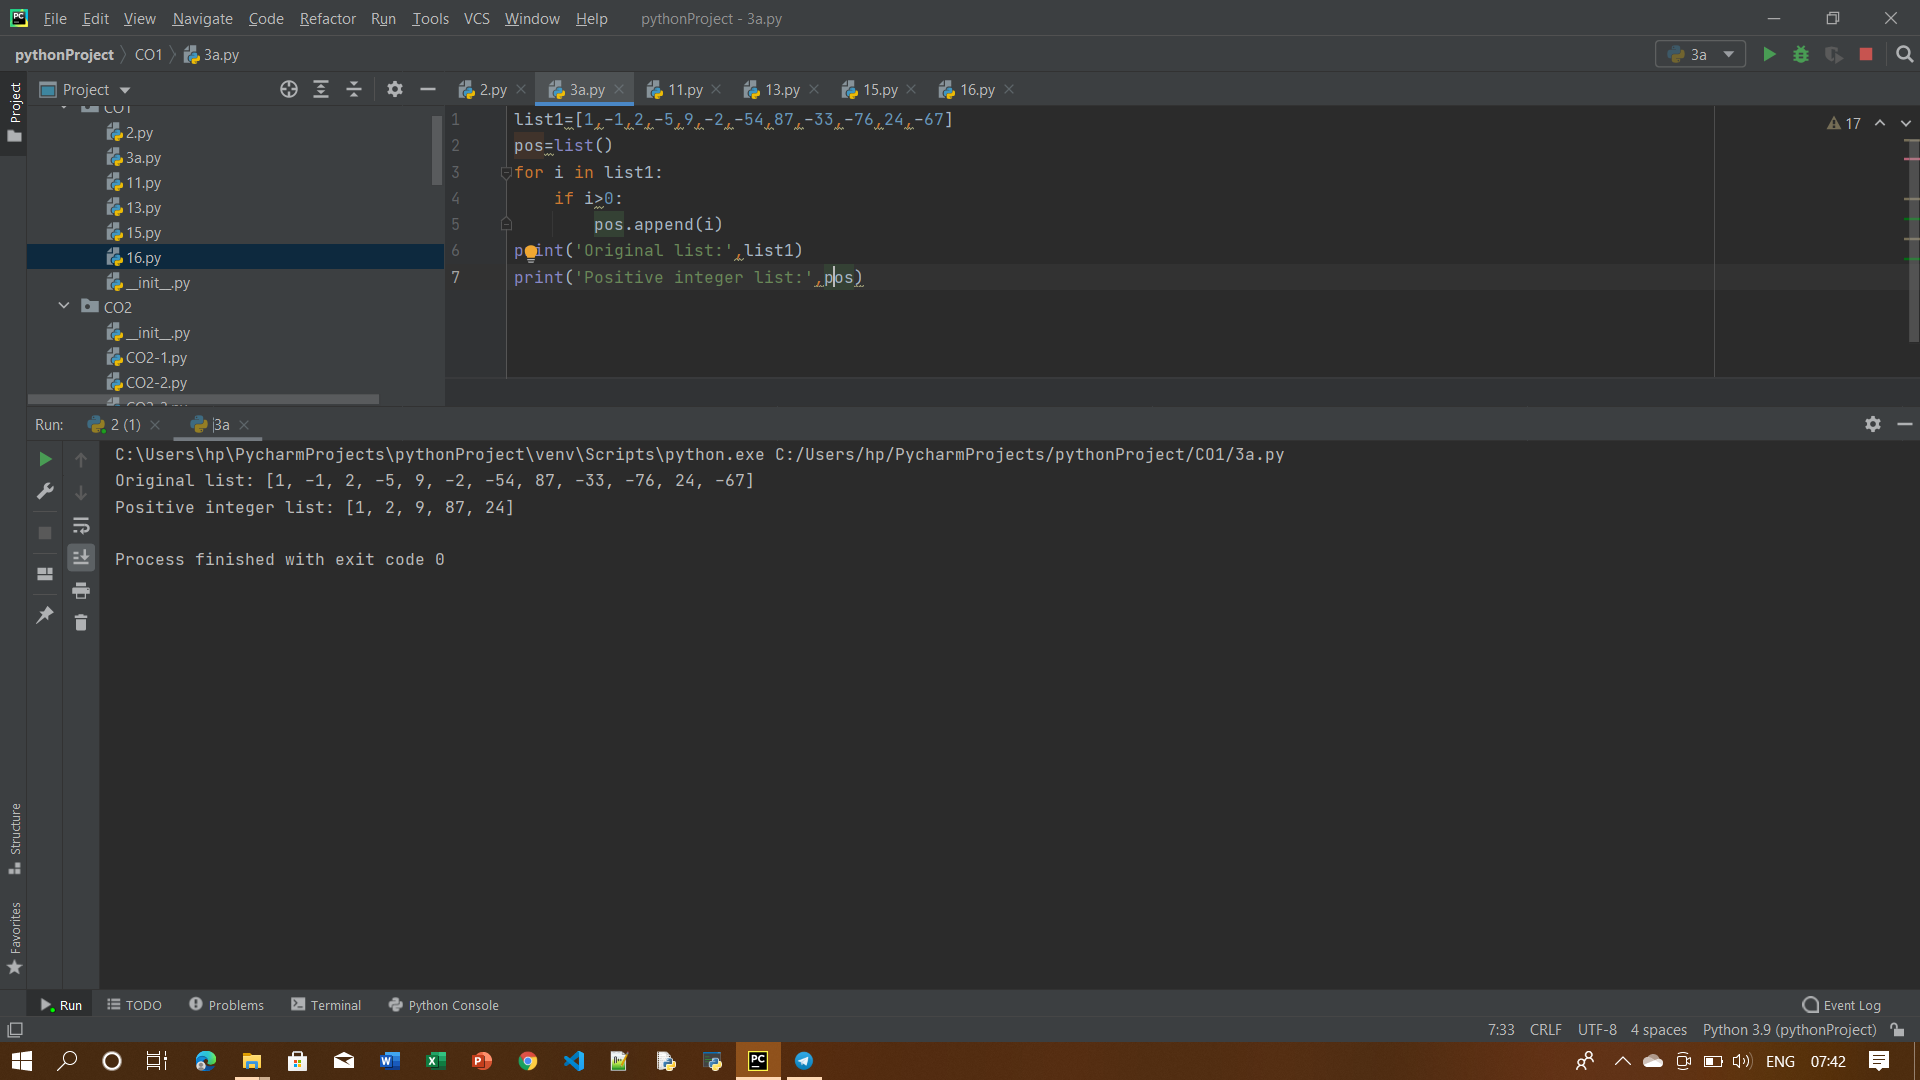 PC File Edit View Navigate Code Refactor Run Tools VCS Window Help pythonProject - 3a.py
pythonProject CO1 3a.py 3a
Project
Project 2.py 3a.py 11.py 13.py 15.py 16.py
CO1
2.py
3a.py
11.py
13.py
15.py
16.py
__init__.py
CO2
__init__.py
CO2-1.py
CO2-2.py
1 list1=[1,-1,2,-5,9,-2,-54,87,-33,-76,24,-67]
2 pos=list()
3 for i in list1:
4 if i>0:
5 pos.append(i)
6 print('Original list:',list1)
7 print('Positive integer list:',pos)
17
Run: 2 (1) 3a
C:\Users\hp\PycharmProjects\pythonProject\venv\Scripts\python.exe C:/Users/hp/PycharmProjects/pythonProject/CO1/3a.py
Original list: [1, -1, 2, -5, 9, -2, -54, 87, -33, -76, 24, -67]
Positive integer list: [1, 2, 9, 87, 24]
Process finished with exit code 0
Structure
Favorites
Run TODO Problems Terminal Python Console Event Log
7:33 CRLF UTF-8 4 spaces Python 3.9 (pythonProject)
W X P PC ENG 07:42